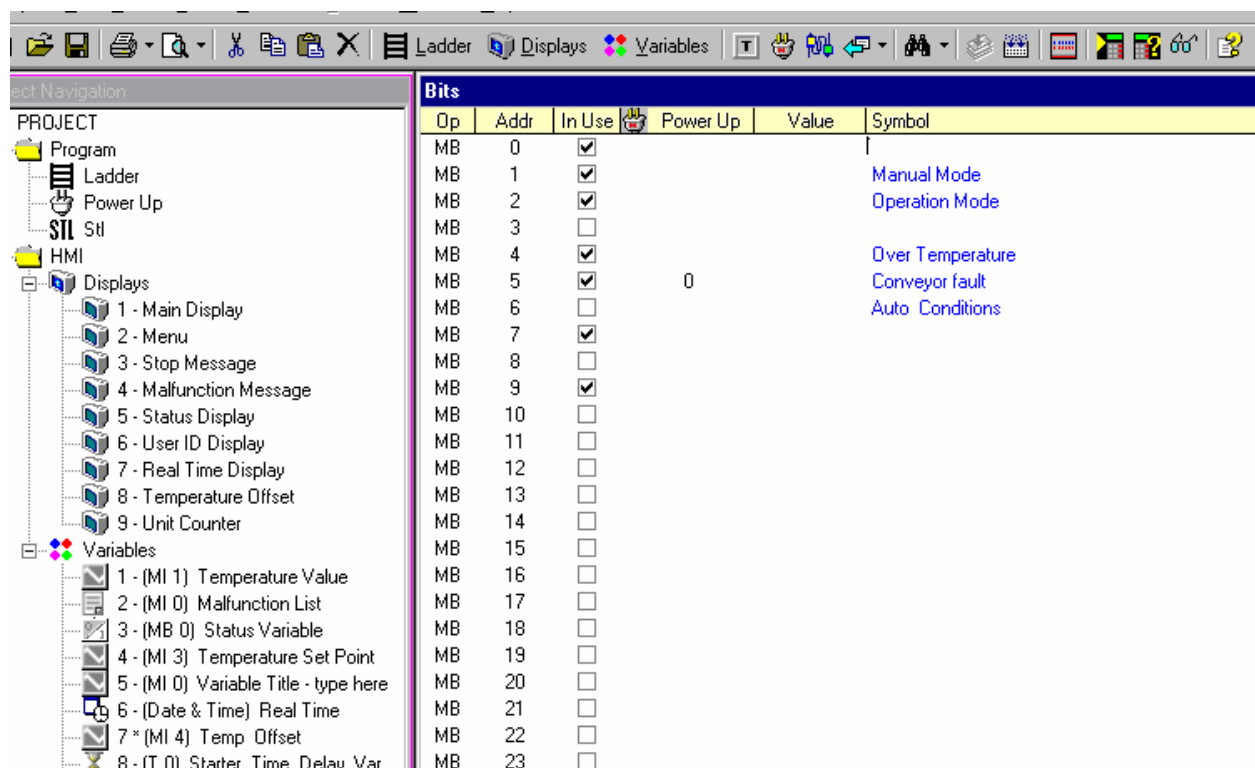 Ladder Displays Variables T
ect Navigation
PROJECT
Program
Ladder
Power Up
STL Stl
HMI
Displays
1 - Main Display
2 - Menu
3 - Stop Message
4 - Malfunction Message
5 - Status Display
6 - User ID Display
7 - Real Time Display
8 - Temperature Offset
9 - Unit Counter
Variables
1 - (MI 1) Temperature Value
2 - (MI 0) Malfunction List
3 - (MB 0) Status Variable
4 - (MI 3) Temperature Set Point
5 - (MI 0) Variable Title - type here
6 - (Date & Time) Real Time
7 * (MI 4) Temp Offset
8 - (T 0) Starter Time Delay Var
Bits
Op Addr In Use Power Up Value Symbol
MB 0
MB 1 Manual Mode
MB 2 Operation Mode
MB 3
MB 4 Over Temperature
MB 5 0 Conveyor fault
MB 6 Auto Conditions
MB 7
MB 8
MB 9
MB 10
MB 11
MB 12
MB 13
MB 14
MB 15
MB 16
MB 17
MB 18
MB 19
MB 20
MB 21
MB 22
MB 23